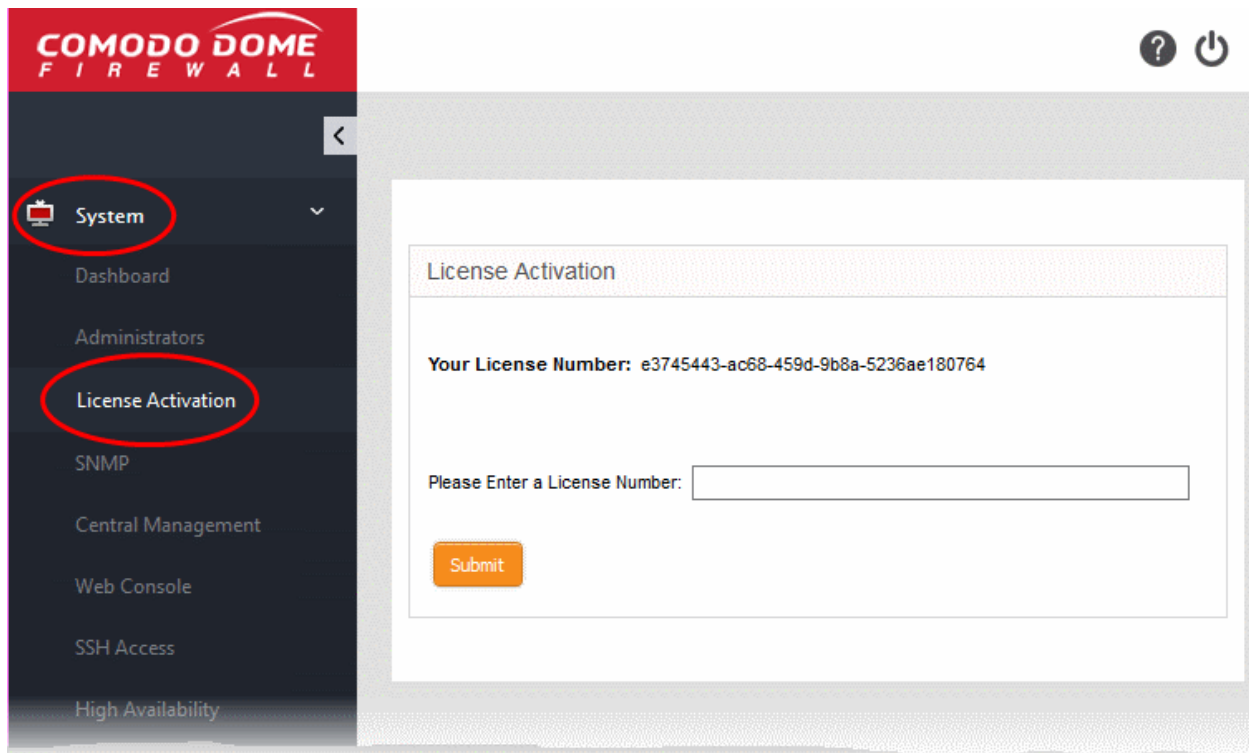 COMODO DOME
FIREWALL
System
Dashboard
Administrators
License Activation
SNMP
Central Management
Web Console
SSH Access
High Availability
?
License Activation
Your License Number: e3745443-ac68-459d-9b8a-5236ae180764
Please Enter a License Number:
Submit